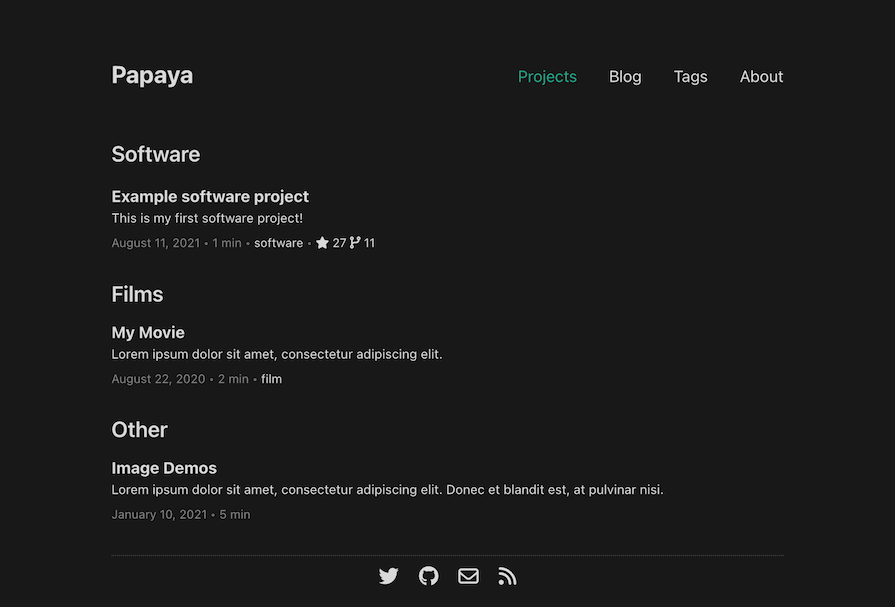 Papaya
Projects Blog Tags About
Software
Example software project
This is my first software project!
August 11, 2021 • 1 min • software • 27 11
Films
My Movie
Lorem ipsum dolor sit amet, consectetur adipiscing elit.
August 22, 2020 • 2 min • film
Other
Image Demos
Lorem ipsum dolor sit amet, consectetur adipiscing elit. Donec et blandit est, at pulvinar nisi.
January 10, 2021 • 5 min